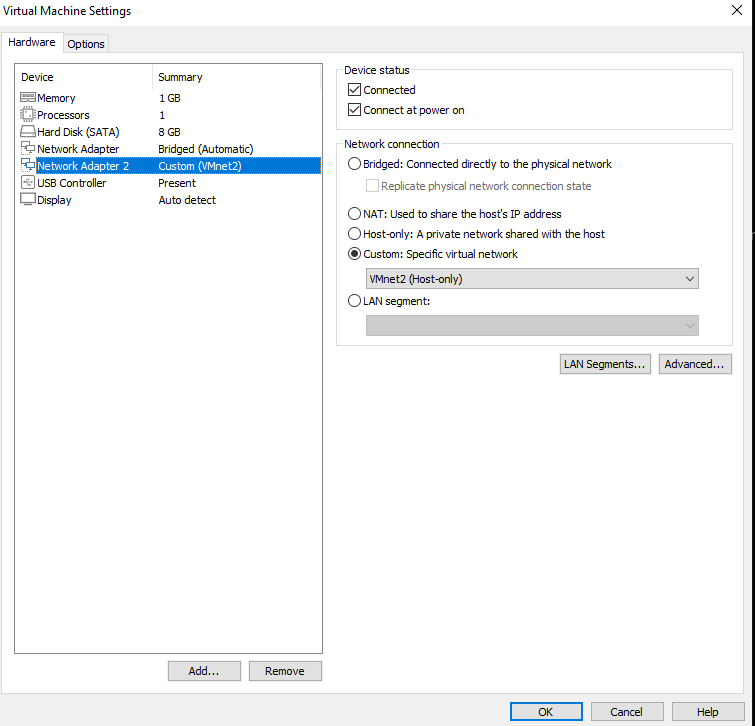 Virtual Machine Settings
Hardware Options
Device Summary
Memory 1 GB
Processors 1
Hard Disk (SATA) 8 GB
Network Adapter Bridged (Automatic)
Network Adapter 2 Custom (VMnet2)
USB Controller Present
Display Auto detect
Add...
Remove
Device status
Connected
Connect at power on
Network connection
Bridged: Connected directly to the physical network
Replicate physical network connection state
NAT: Used to share the host's IP address
Host-only: A private network shared with the host
Custom: Specific virtual network
VMnet2 (Host-only)
LAN segment:
LAN Segments... Advanced...
OK Cancel Help